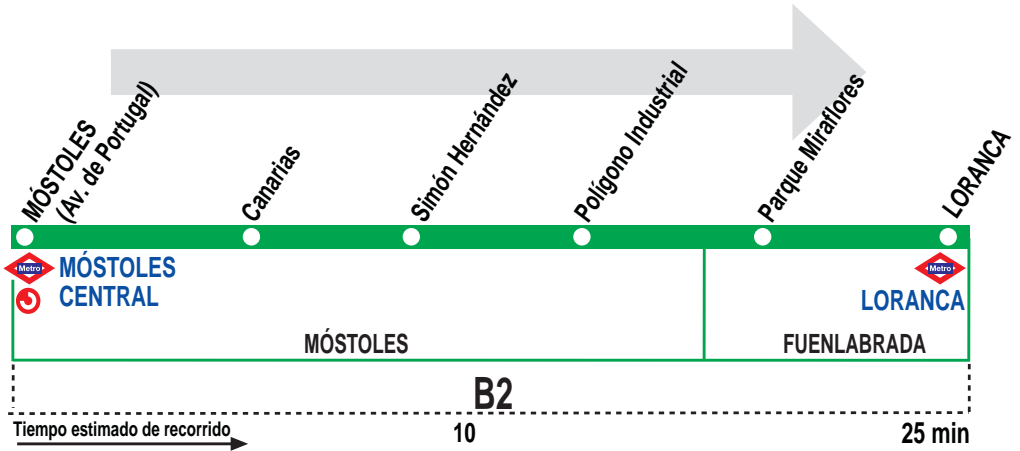 MÓSTOLES
(Av. de Portugal)
Canarias
Simón Hernández
Polígono Industrial
Parque Miraflores
LORANCA
Metro
MÓSTOLES
CENTRAL
Metro
LORANCA
MÓSTOLES
FUENLABRADA
B2
Tiempo estimado de recorrido
10
25 min